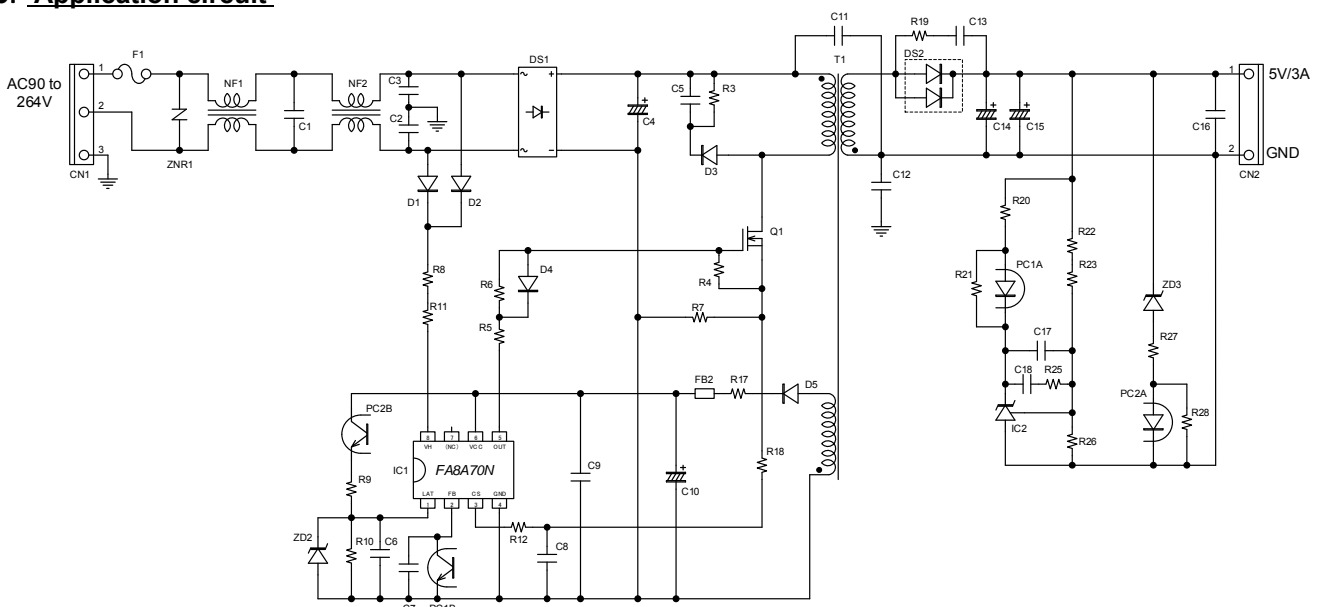 Application circuit
C11
R19
C13
F1
DS1
T1
DS2
AC90 to
264V
1
NF1
NF2
C3
C5
R3
1
5V/3A
2
C1
C2
C4
C14
C15
C16
3
ZNR1
D3
2
GND
CN1
C12
CN2
D1
D2
R20
Q1
R22
R8
D4
R4
PC1A
R6
R21
R23
ZD3
R11
R7
R5
C17
R27
FB2
R17
D5
C18
R25
PC2B
PC2A
IC2
R28
8
7
6
5
VH
(NC)
VCC
OUT
R26
IC1
FA8A70N
R18
C9
R9
C10
LAT
FB
CS
GND
1
2
3
4
ZD2
R10
C6
R12
C8